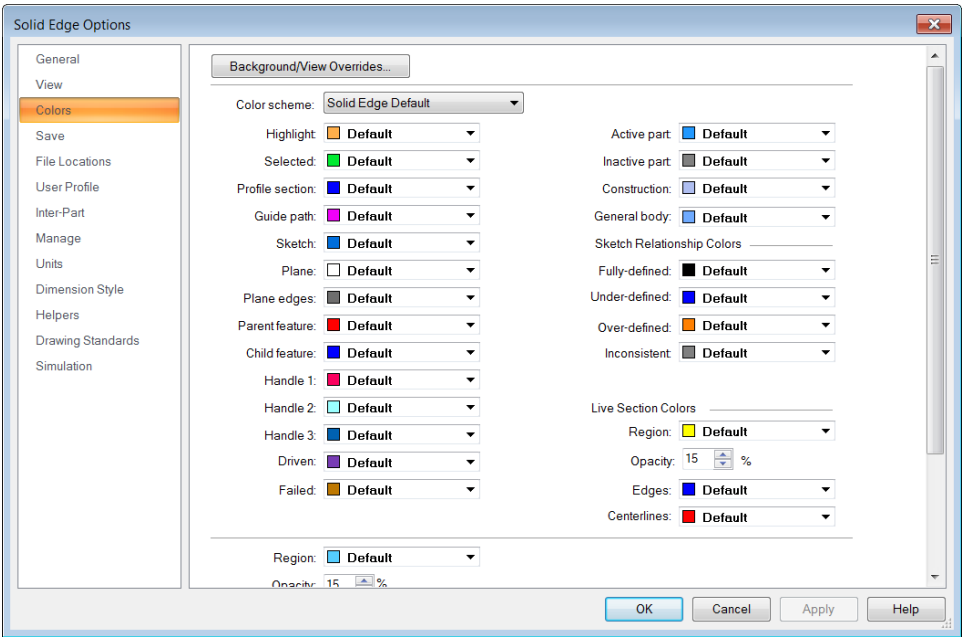 Solid Edge Options
General
View
Colors
Save
File Locations
User Profile
Inter-Part
Manage
Units
Dimension Style
Helpers
Drawing Standards
Simulation
Background/View Overrides...
Color scheme: Solid Edge Default
Highlight: Default
Selected: Default
Profile section: Default
Guide path: Default
Sketch: Default
Plane: Default
Plane edges: Default
Parent feature: Default
Child feature: Default
Handle 1: Default
Handle 2: Default
Handle 3: Default
Driven: Default
Failed: Default
Active part: Default
Inactive part: Default
Construction: Default
General body: Default
Sketch Relationship Colors
Fully-defined: Default
Under-defined: Default
Over-defined: Default
Inconsistent: Default
Live Section Colors
Region: Default
Opacity: 15 %
Edges: Default
Centerlines: Default
Region: Default
Opacity: 15 %
OK
Cancel
Apply
Help